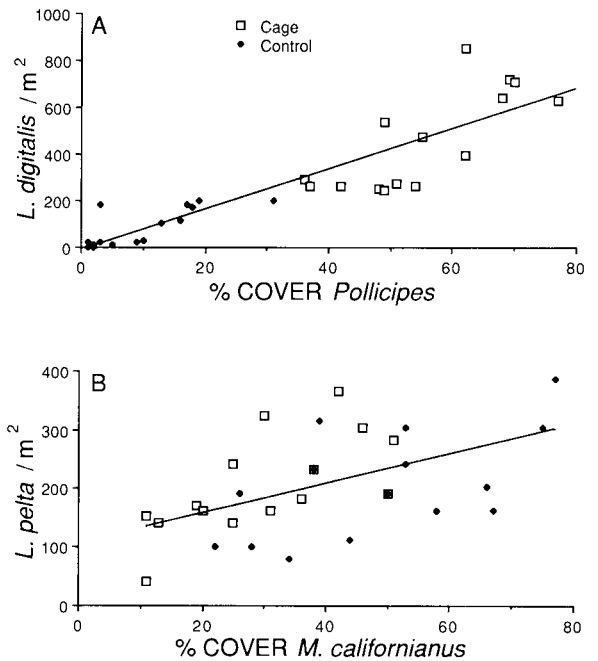 A
Cage
Control
1000
800
600
400
200
0
L. digitalis / m²
0 20 40 60 80
% COVER Pollicipes
B
400
300
200
100
0
L. pelta / m²
0 20 40 60 80
% COVER M. californianus